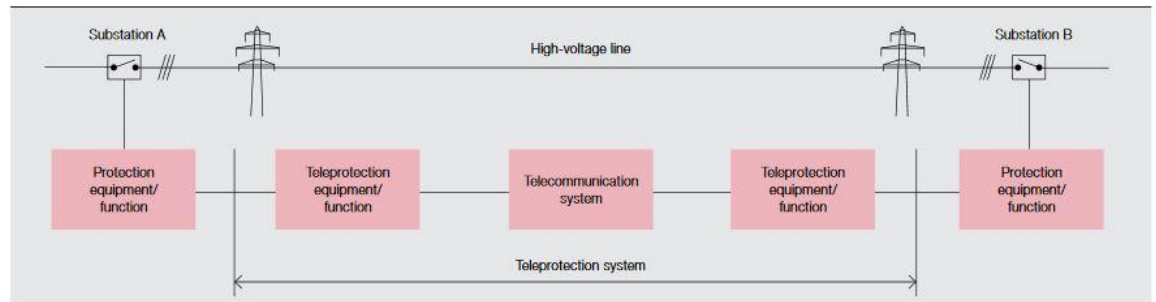 Substation A
High-voltage line
Substation B
Protection
equipment/
function
Teleprotection
equipment/
function
Telecommunication
system
Teleprotection
equipment/
function
Protection
equipment/
function
Teleprotection system